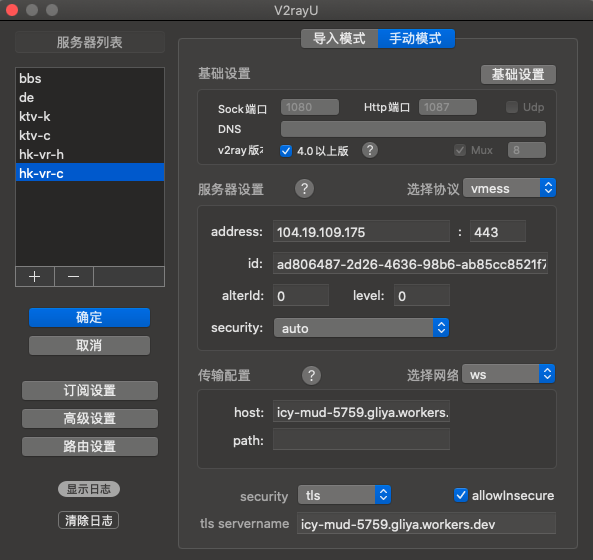 V2rayU
服务器列表
导入模式 手动模式
bbs
de
ktv-k
ktv-c
hk-vr-h
hk-vr-c
基础设置 基础设置
Sock端口 1080 Http端口 1087 Udp
DNS
v2ray版 4.0以上版 ? Mux 8
服务器设置 ? 选择协议 vmess
address: 104.19.109.175 : 443
id: ad806487-2d26-4636-98b6-ab85cc8521f7
alterId: 0 level: 0
security: auto
+ −
确定
取消
订阅设置
高级设置
路由设置
显示日志
清除日志
传输配置 ? 选择网络 ws
host: icy-mud-5759.gliya.workers.
path:
security tls allowInsecure
tls servername icy-mud-5759.gliya.workers.dev